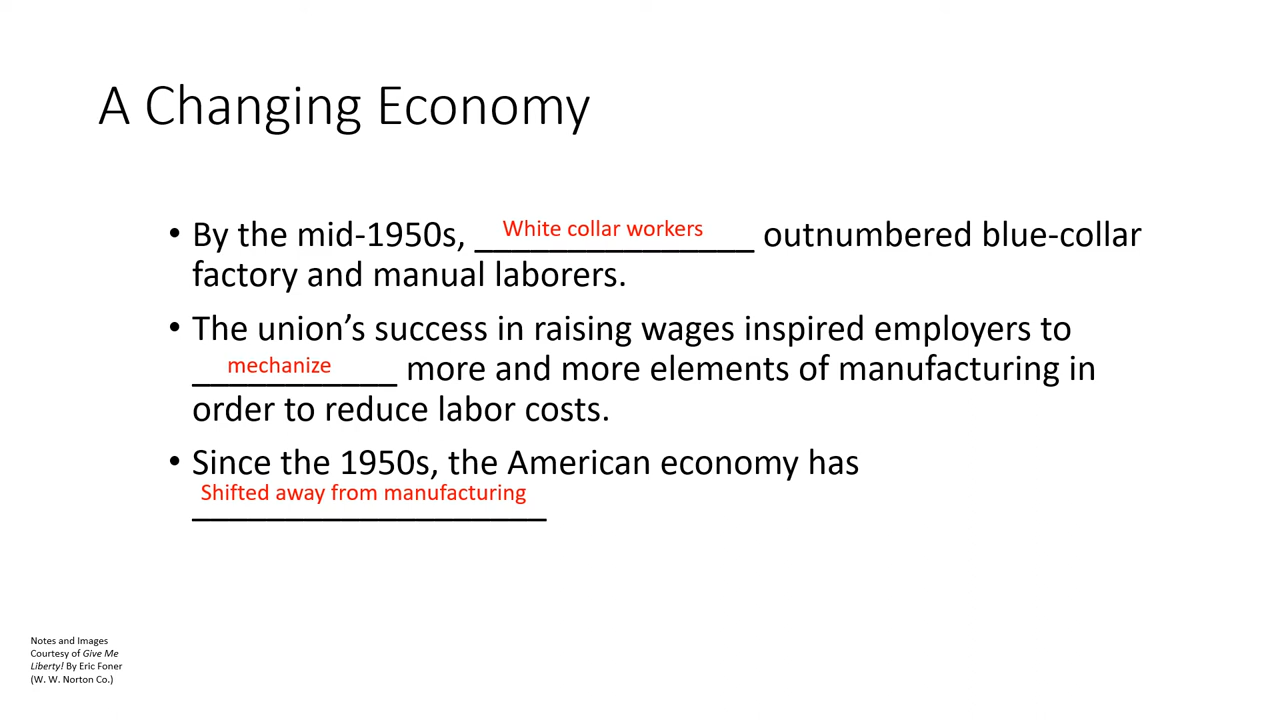 A Changing Economy
• By the mid-1950s, White collar workers outnumbered blue-collar
factory and manual laborers.
• The union’s success in raising wages inspired employers to
mechanize more and more elements of manufacturing in
order to reduce labor costs.
• Since the 1950s, the American economy has
Shifted away from manufacturing
Notes and Images
Courtesy of Give Me
Liberty! By Eric Foner
(W. W. Norton Co.)